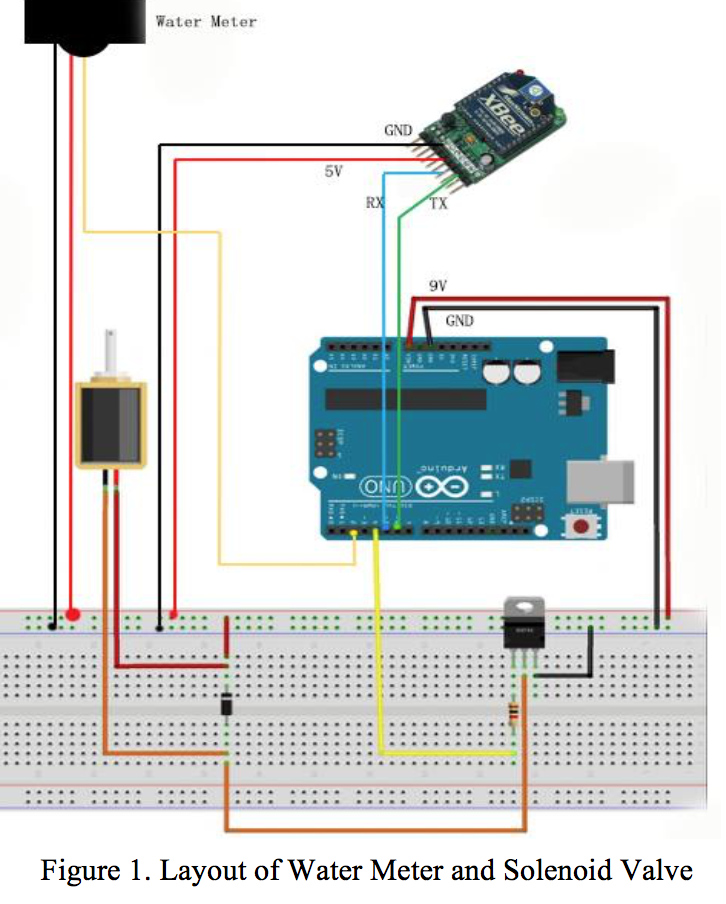 Water Meter
GND
XBee
5V
RX
TX
9V
GND
Arduino
UNO
RESET
Figure 1. Layout of Water Meter and Solenoid Valve